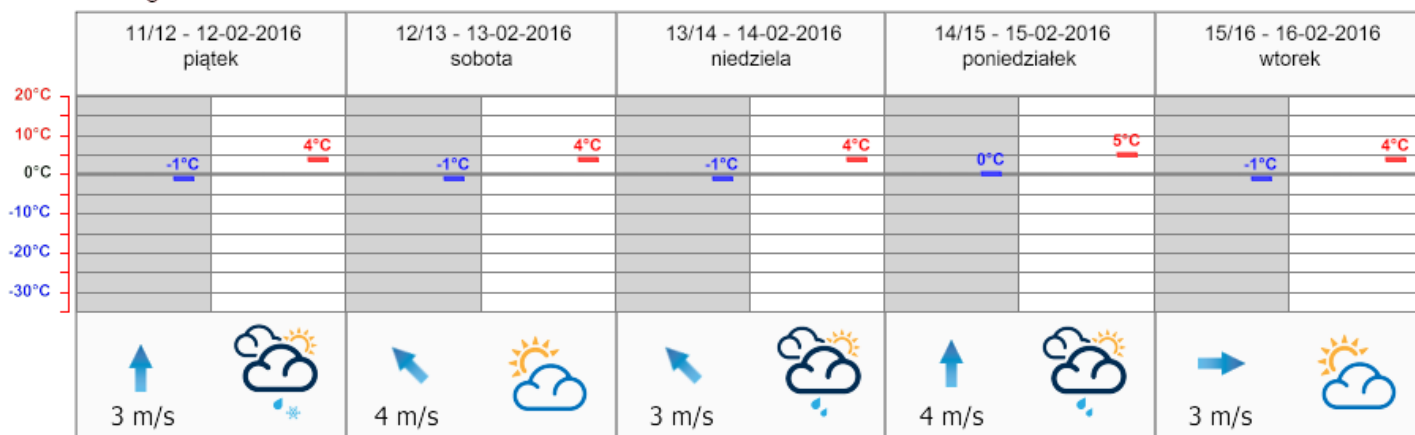 11/12 - 12-02-2016
piątek
12/13 - 13-02-2016
sobota
13/14 - 14-02-2016
niedziela
14/15 - 15-02-2016
poniedziałek
15/16 - 16-02-2016
wtorek
20°C
10°C
0°C
-10°C
-20°C
-30°C
-1°C
4°C
-1°C
4°C
-1°C
4°C
0°C
5°C
-1°C
4°C
3 m/s
4 m/s
3 m/s
4 m/s
3 m/s